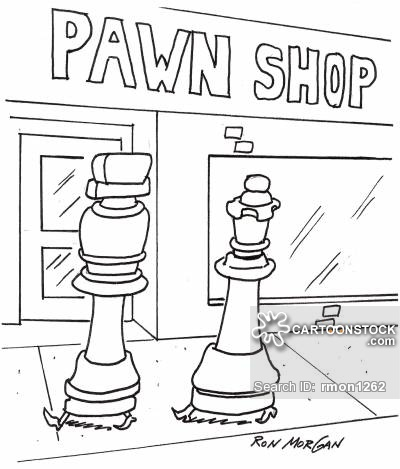 PAWN SHOP
CARTOONSTOCK
.com
Search ID: rmon1262
RON MORGAN